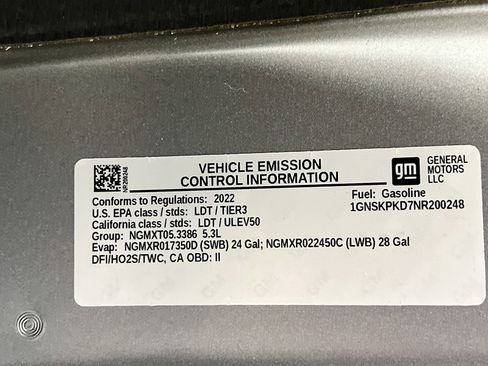 VEHICLE EMISSION
CONTROL INFORMATION
gm
GENERAL
MOTORS
LLC
NR200248
Conforms to Regulations: 2022
Fuel: Gasoline
U.S. EPA class / stds: LDT / TIER3
1GNSKPKD7NR200248
California class / stds: LDT / ULEV50
Group: NGMXT05.3386 5.3L
Evap: NGMXR017350D (SWB) 24 Gal; NGMXR022450C (LWB) 28 Gal
DFI/HO2S/TWC, CA OBD: II